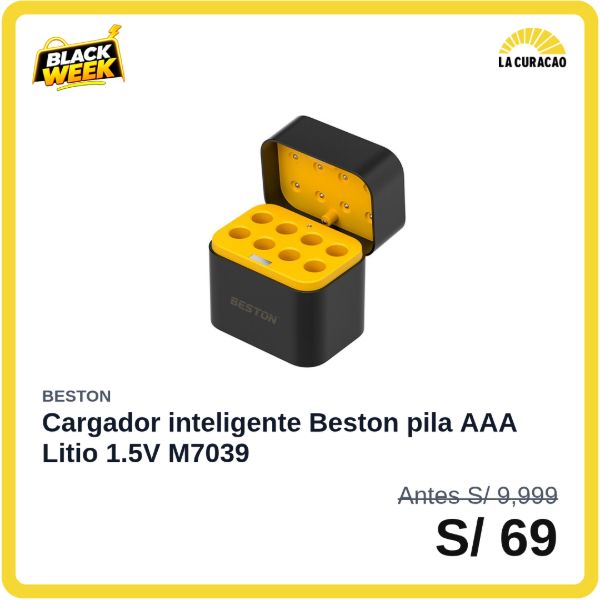 BLACK
WEEK
LA CURACAO
BESTON
BESTON
Cargador inteligente Beston pila AAA
Litio 1.5V M7039
Antes S/ 9,999
S/ 69